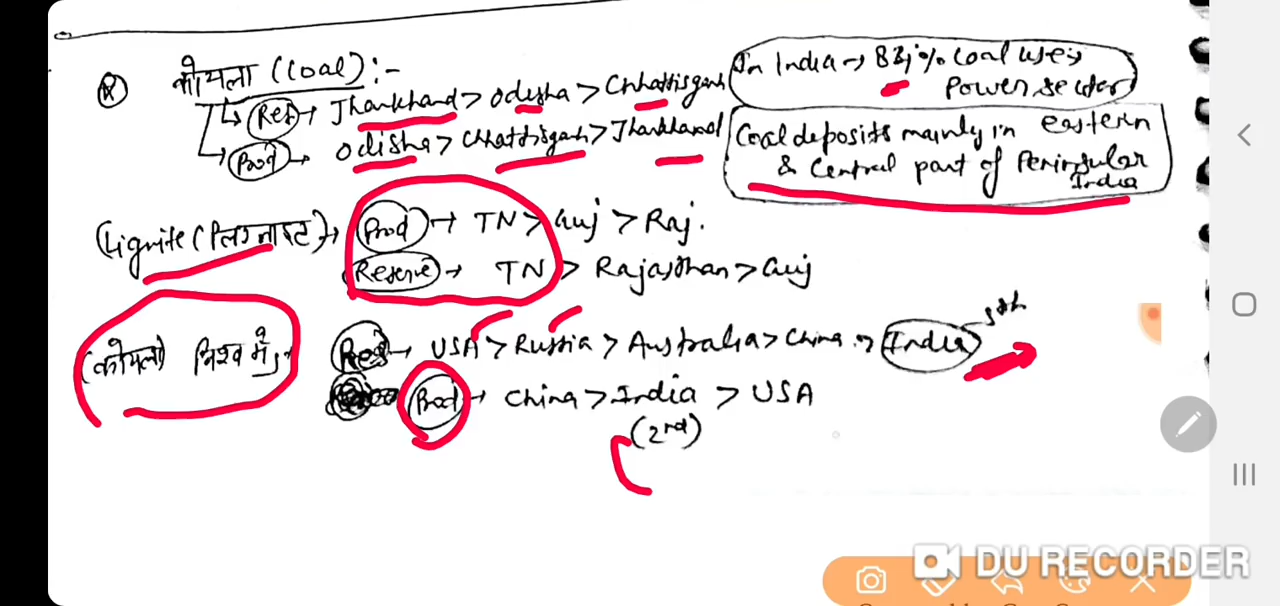 कोयला (Coal) :-
Res → Jharkhand > Odisha > Chhattisgarh
Prod → Odisha > Chhattisgarh > Jharkhand
In India → % Coal uses
Power sector
Coal deposits mainly in eastern
& Central part of Peninsular
India
Lignite (लिग्नाइट) → Prod → TN > Guj > Raj.
Reserve → TN > Rajasthan > Guj
(कोयला) विश्व में Res → USA > Russia > Australia > China > India 5th
Prod → China > India > USA
(2nd)
DU RECORDER